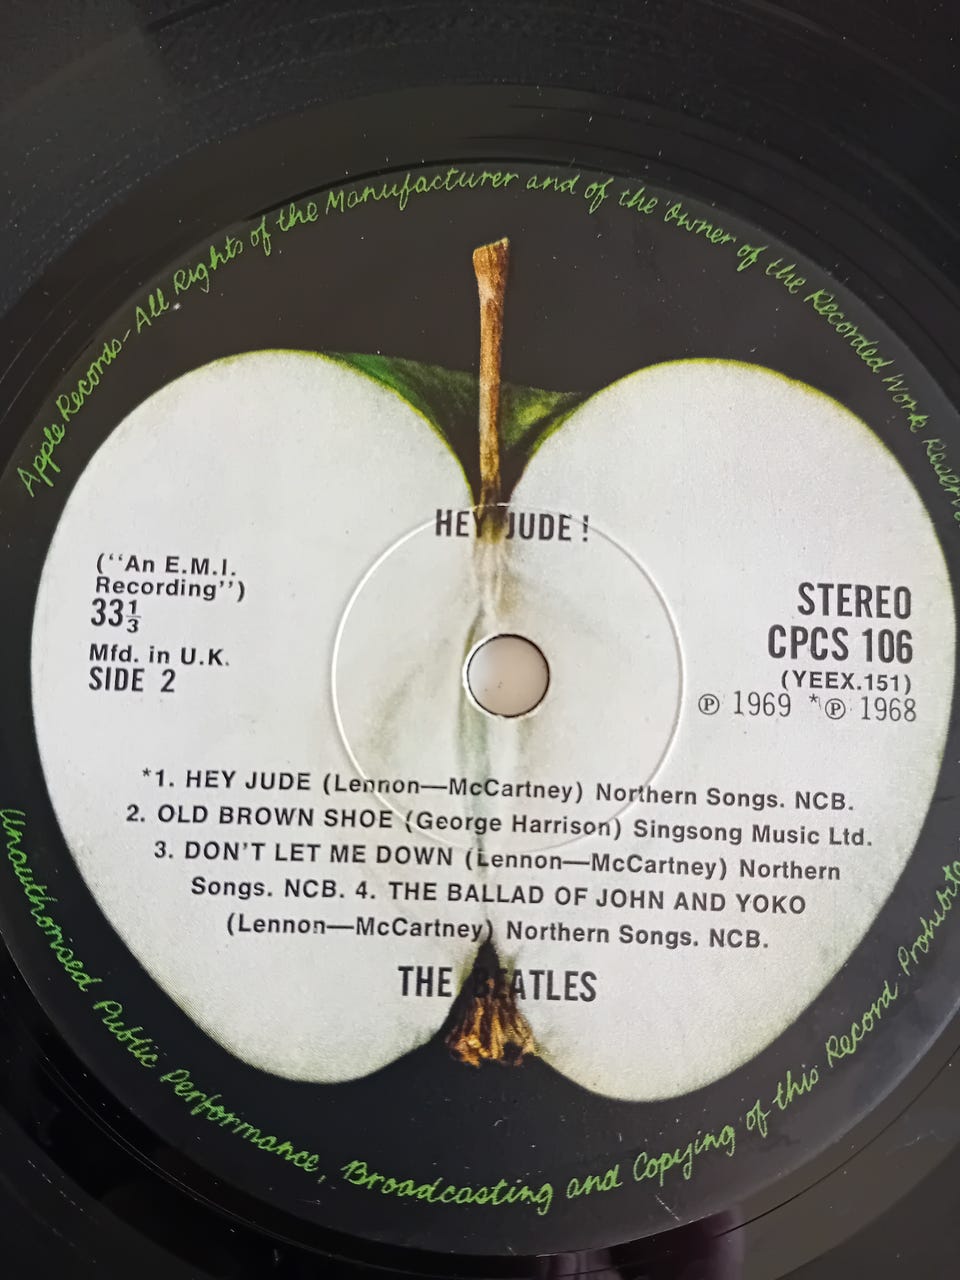 Apple Records - All Rights of the Manufacturer and of the Owner of the Recorded Work
HEY JUDE !
(“An E.M.I.
Recording”)
33⅓
Mfd. in U.K.
SIDE 2
STEREO
CPCS 106
(YEEX.151)
Ⓟ 1969 *Ⓟ 1968
*1. HEY JUDE (Lennon—McCartney) Northern Songs. NCB.
2. OLD BROWN SHOE (George Harrison) Singsong Music Ltd.
3. DON'T LET ME DOWN (Lennon—McCartney) Northern
Songs. NCB. 4. THE BALLAD OF JOHN AND YOKO
(Lennon—McCartney) Northern Songs. NCB.
THE BEATLES
Unauthorised Public Performance, Broadcasting and Copying of this Record